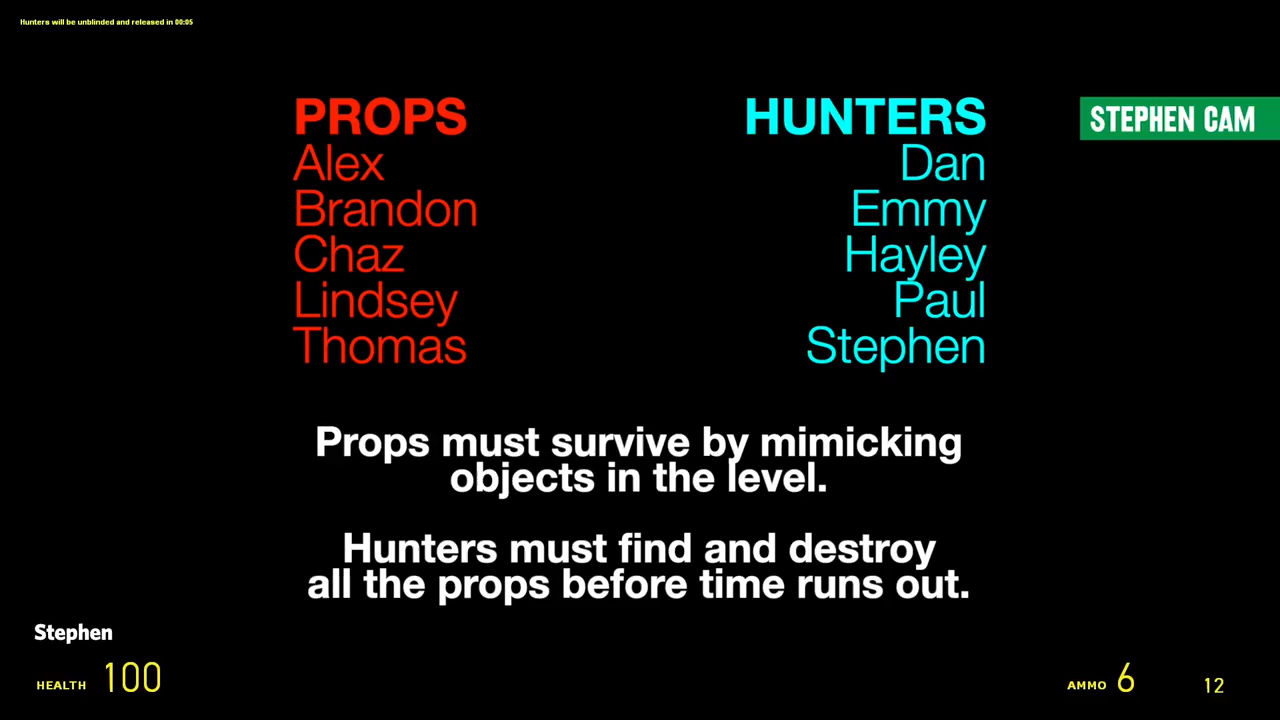 Hunters will be unblinded and released in 00:05
PROPS
Alex
Brandon
Chaz
Lindsey
Thomas
HUNTERS
Dan
Emmy
Hayley
Paul
Stephen
STEPHEN CAM
Props must survive by mimicking
objects in the level.
Hunters must find and destroy
all the props before time runs out.
Stephen
HEALTH 100
AMMO 6 12